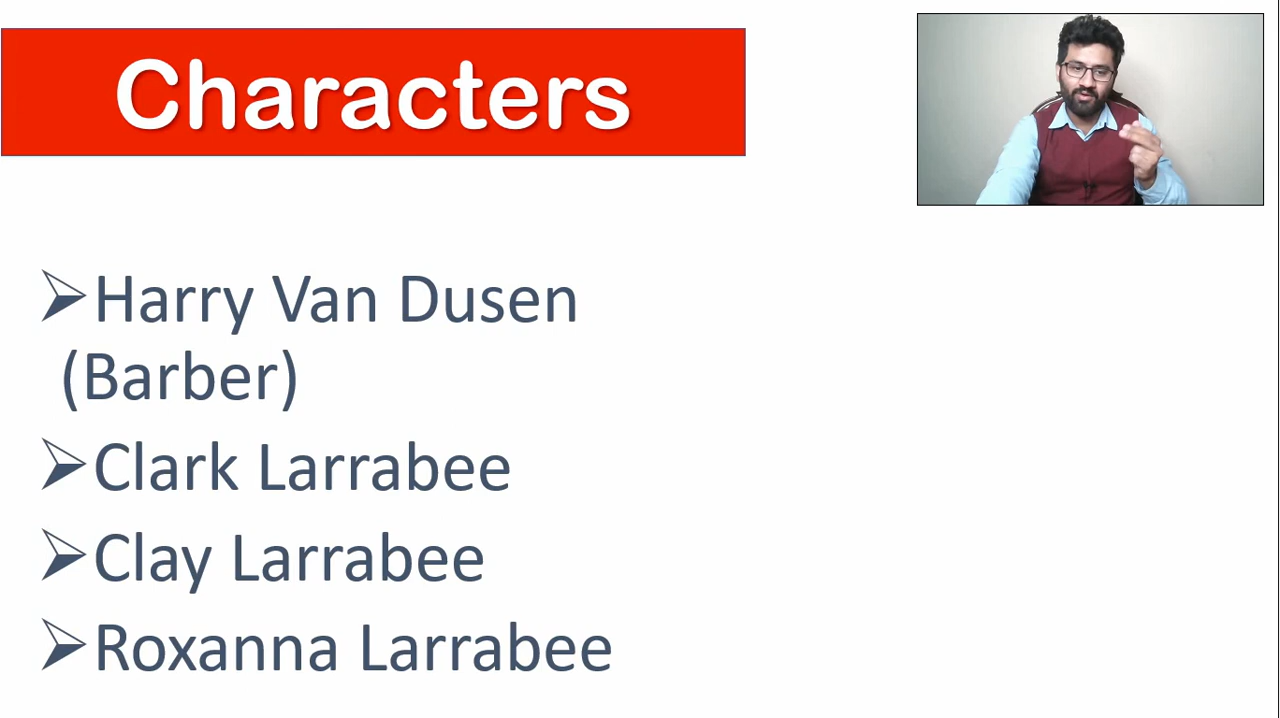 Characters
Harry Van Dusen
(Barber)
Clark Larrabee
Clay Larrabee
Roxanna Larrabee